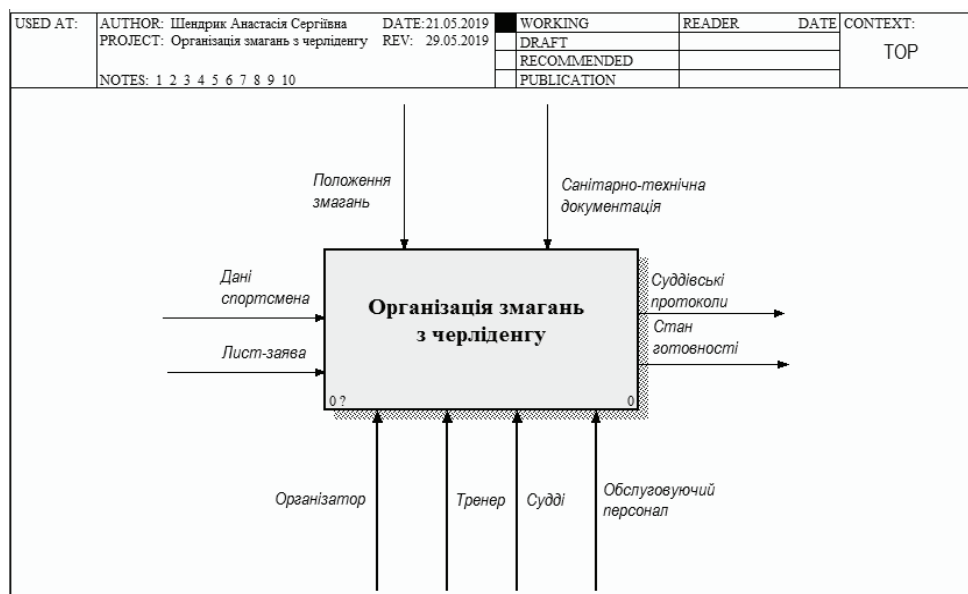 USED AT:
AUTHOR: Шендрик Анастасія Сергіївна
DATE:21.05.2019
WORKING
READER
DATE
CONTEXT:
PROJECT: Організація змагань з черліденгу
REV: 29.05.2019
DRAFT
TOP
RECOMMENDED
NOTES: 1 2 3 4 5 6 7 8 9 10
PUBLICATION
Положення
змагань
Санітарно-технічна
документація
Дані
спортсмена
Лист-заява
Організація змагань
з черліденгу
0 ?
0
Суддівські
протоколи
Стан
готовності
Організатор
Тренер
Судді
Обслуговуючий
персонал